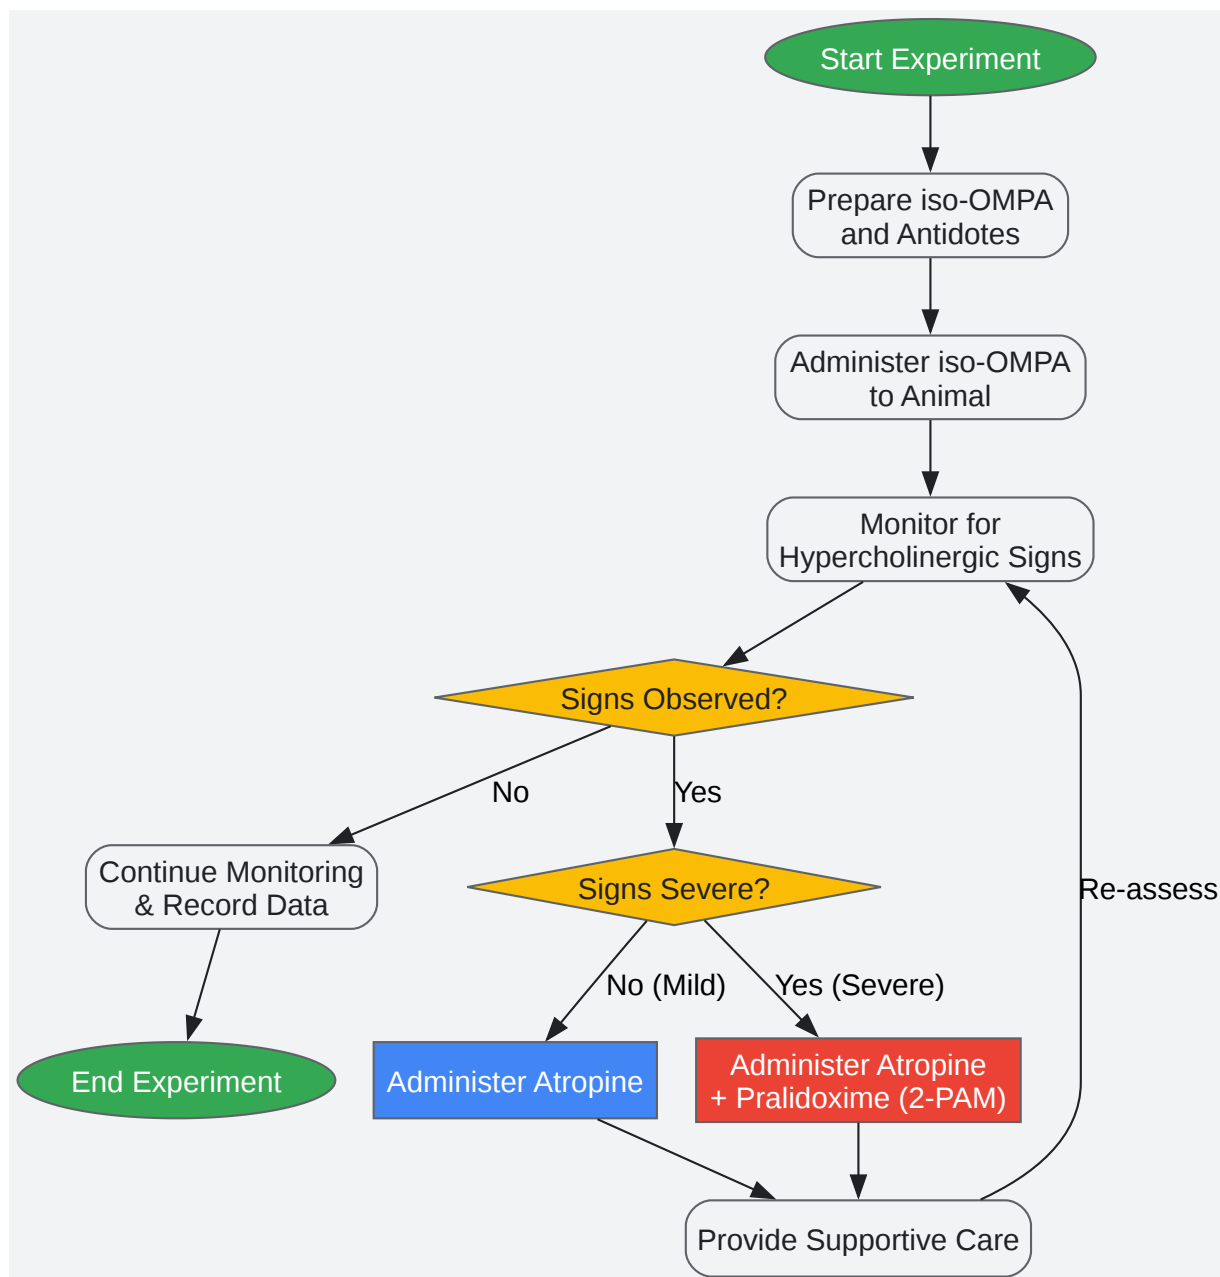 Start Experiment
Prepare iso-OMPA
and Antidotes
Administer iso-OMPA
to Animal
Monitor for
Hypercholinergic Signs
Signs Observed?
No
Yes
Continue Monitoring
& Record Data
Signs Severe?
Re-assess
No (Mild)
Yes (Severe)
End Experiment
Administer Atropine
Administer Atropine
+ Pralidoxime (2-PAM)
Provide Supportive Care